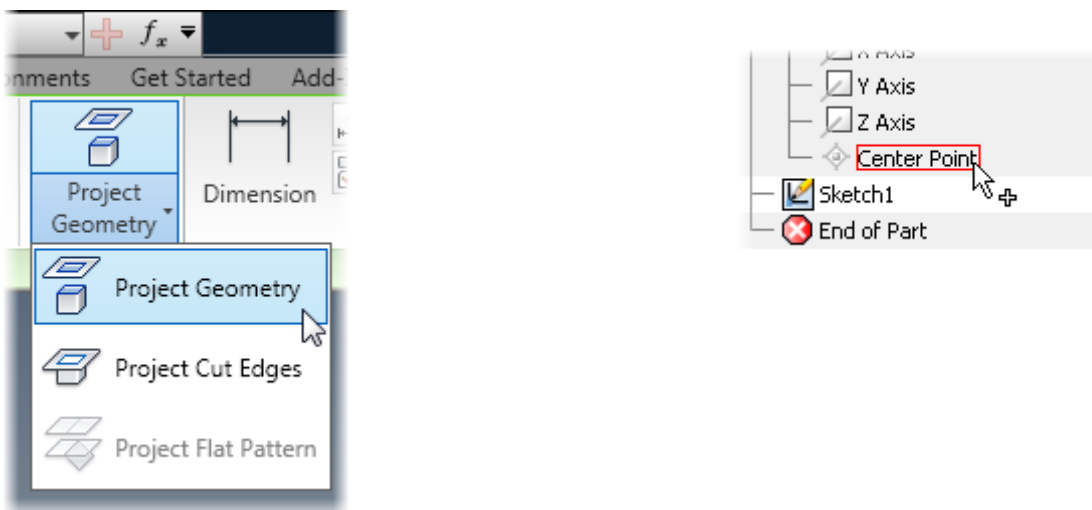 fx
nments Get Started Add-
Project
Geometry
Dimension
Project Geometry
Project Cut Edges
Project Flat Pattern
X Axis
Y Axis
Z Axis
Center Point
Sketch1
End of Part